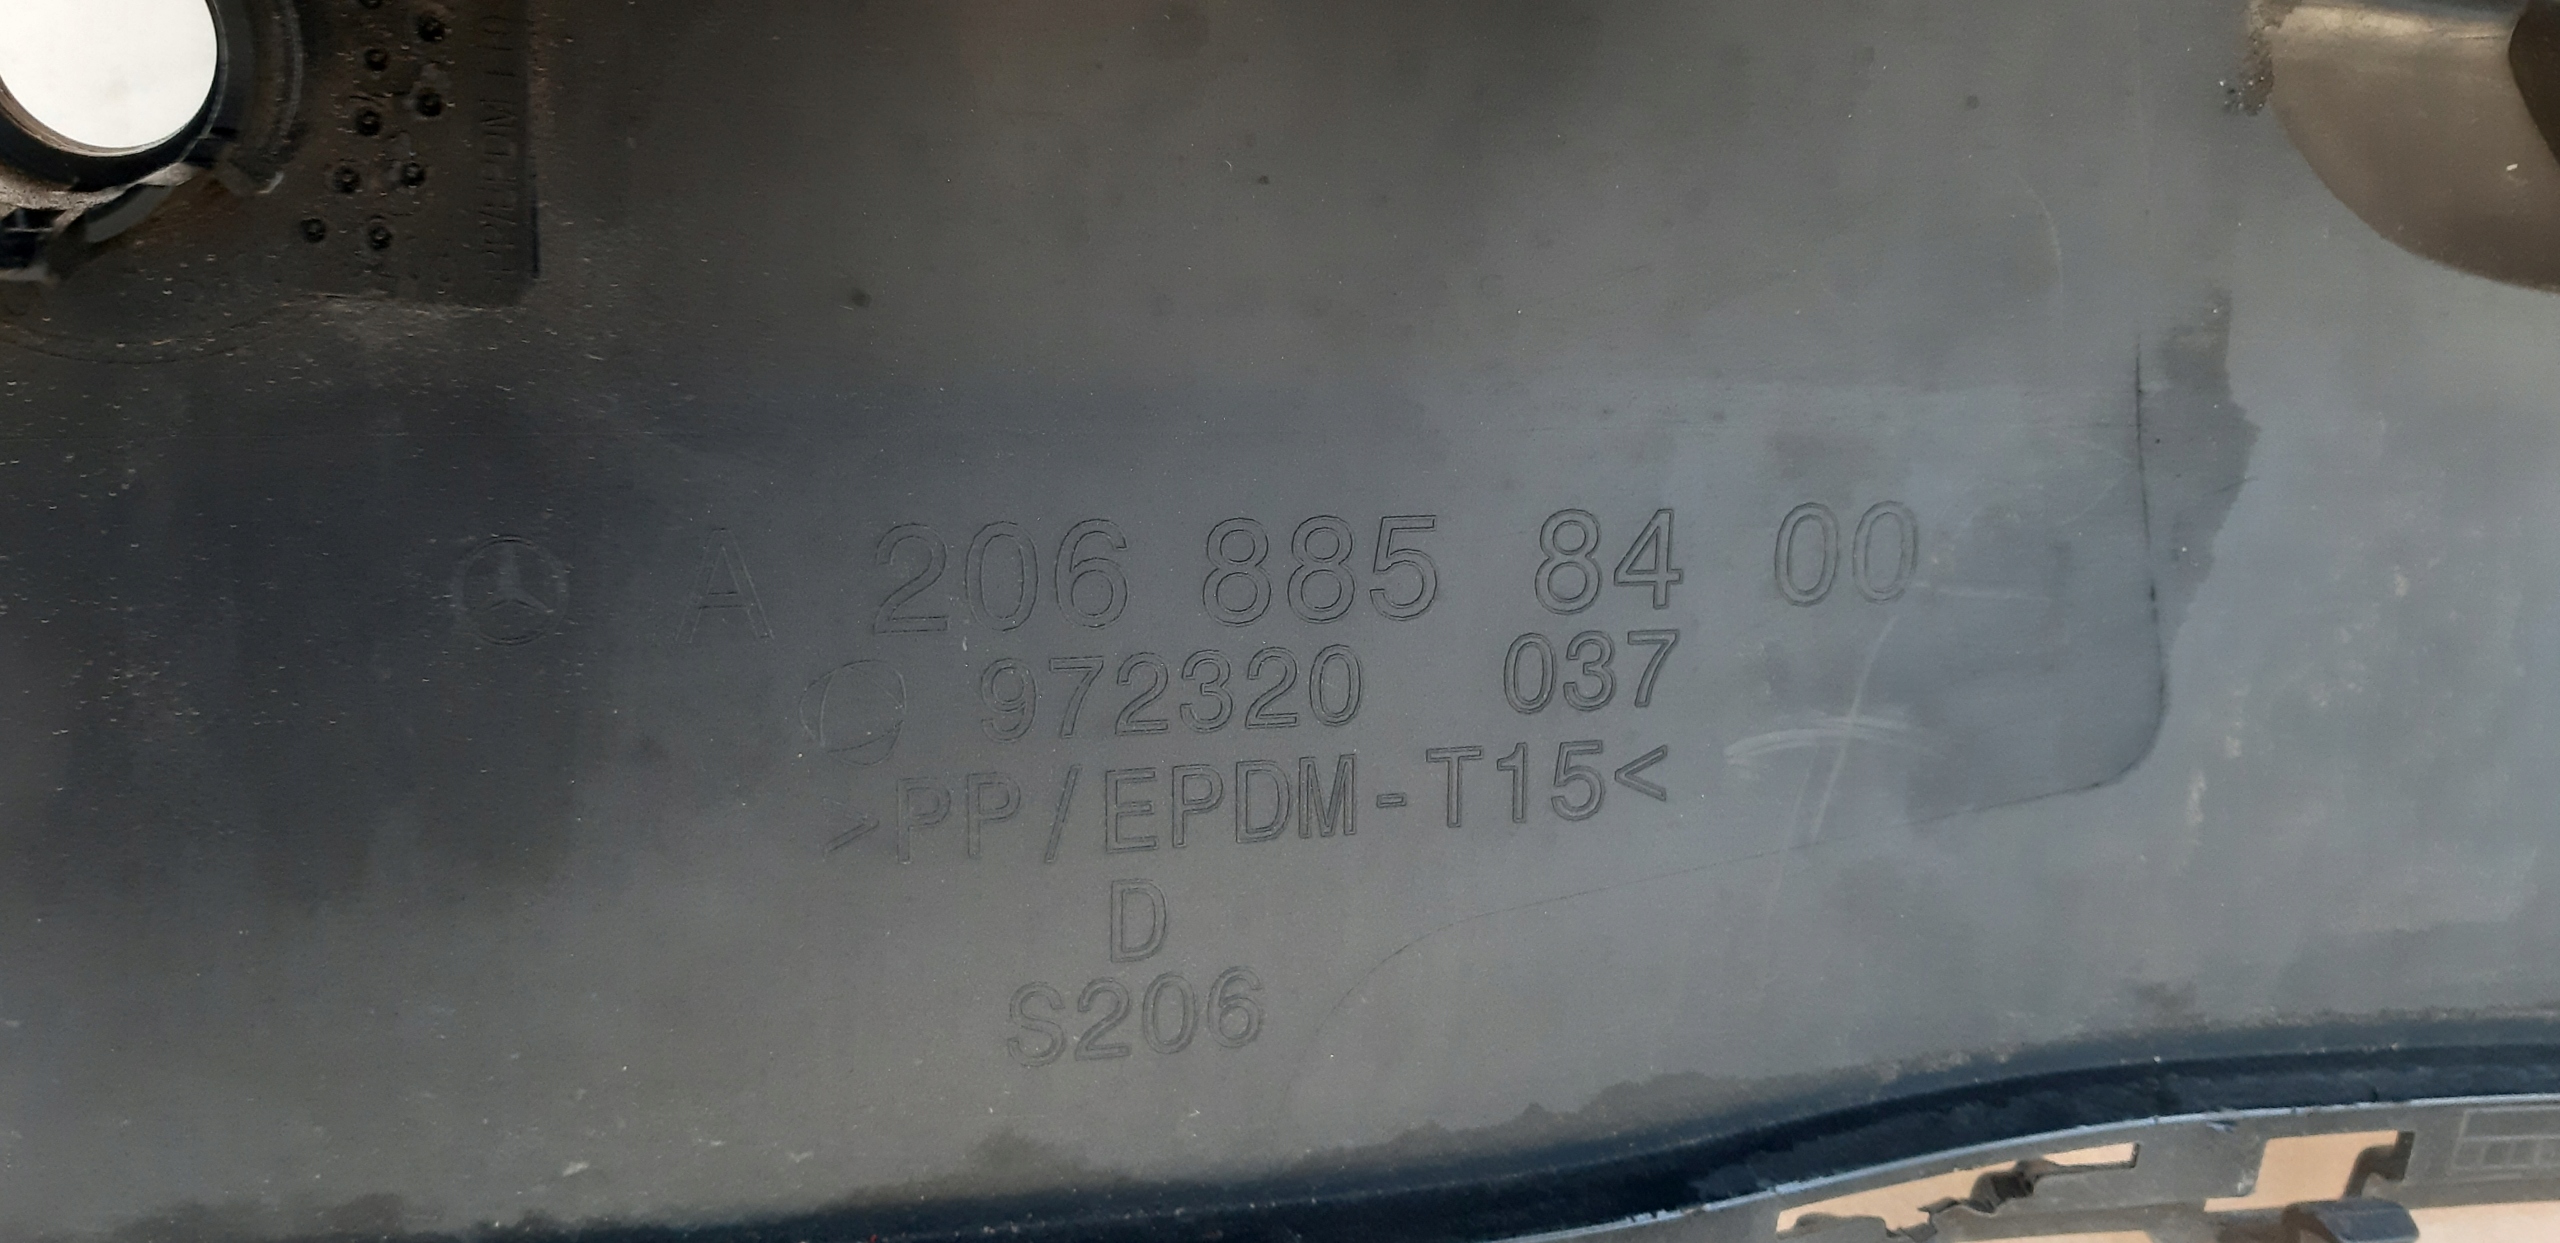 A 206 885 84 00
972320 037
>PP/EPDM-T15<
D
S206